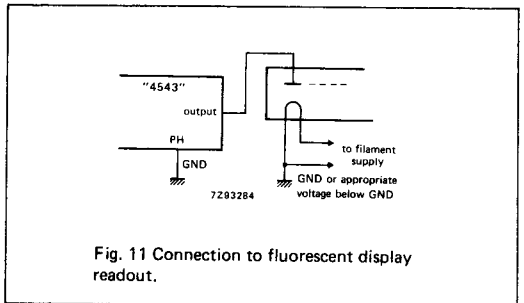 "4543"
output
PH
GND
to filament
supply
GND or appropriate
voltage below GND
7Z93284
Fig. 11 Connection to fluorescent display
readout.